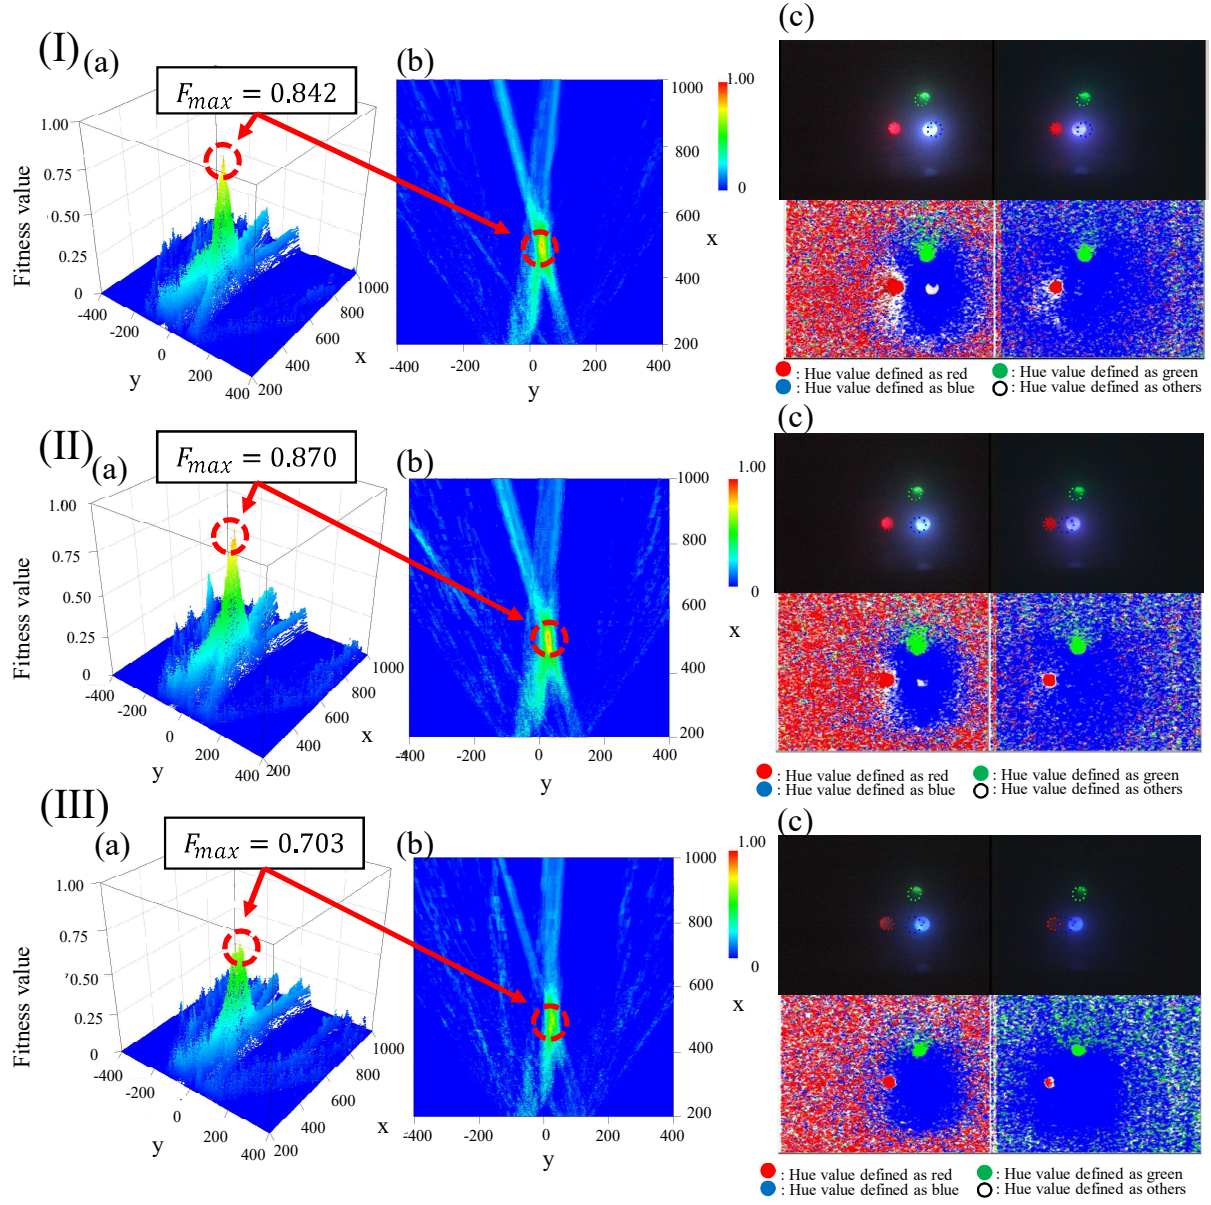 (I)
(a)
F_max = 0.842
(b)
(c)
Fitness value
1.00
0.75
0.50
0.25
0
-400
-200
0
200
400
y
200
400
600
800
1000
x
1000
800
600
400
200
x
-400
-200
0
200
400
y
1.00
0
: Hue value defined as red
: Hue value defined as green
: Hue value defined as blue
: Hue value defined as others
(II)
(a)
F_max = 0.870
(b)
(c)
Fitness value
1.00
0.75
0.50
0.25
0
-400
-200
0
200
400
y
200
400
600
800
1000
x
1000
800
600
400
200
x
-400
-200
0
200
400
y
1.00
0
: Hue value defined as red
: Hue value defined as green
: Hue value defined as blue
: Hue value defined as others
(III)
(a)
F_max = 0.703
(b)
(c)
Fitness value
1.00
0.75
0.50
0.25
0
-400
-200
0
200
400
y
200
400
600
800
1000
x
1000
800
600
400
200
x
-400
-200
0
200
400
y
1.00
0
: Hue value defined as red
: Hue value defined as green
: Hue value defined as blue
: Hue value defined as others